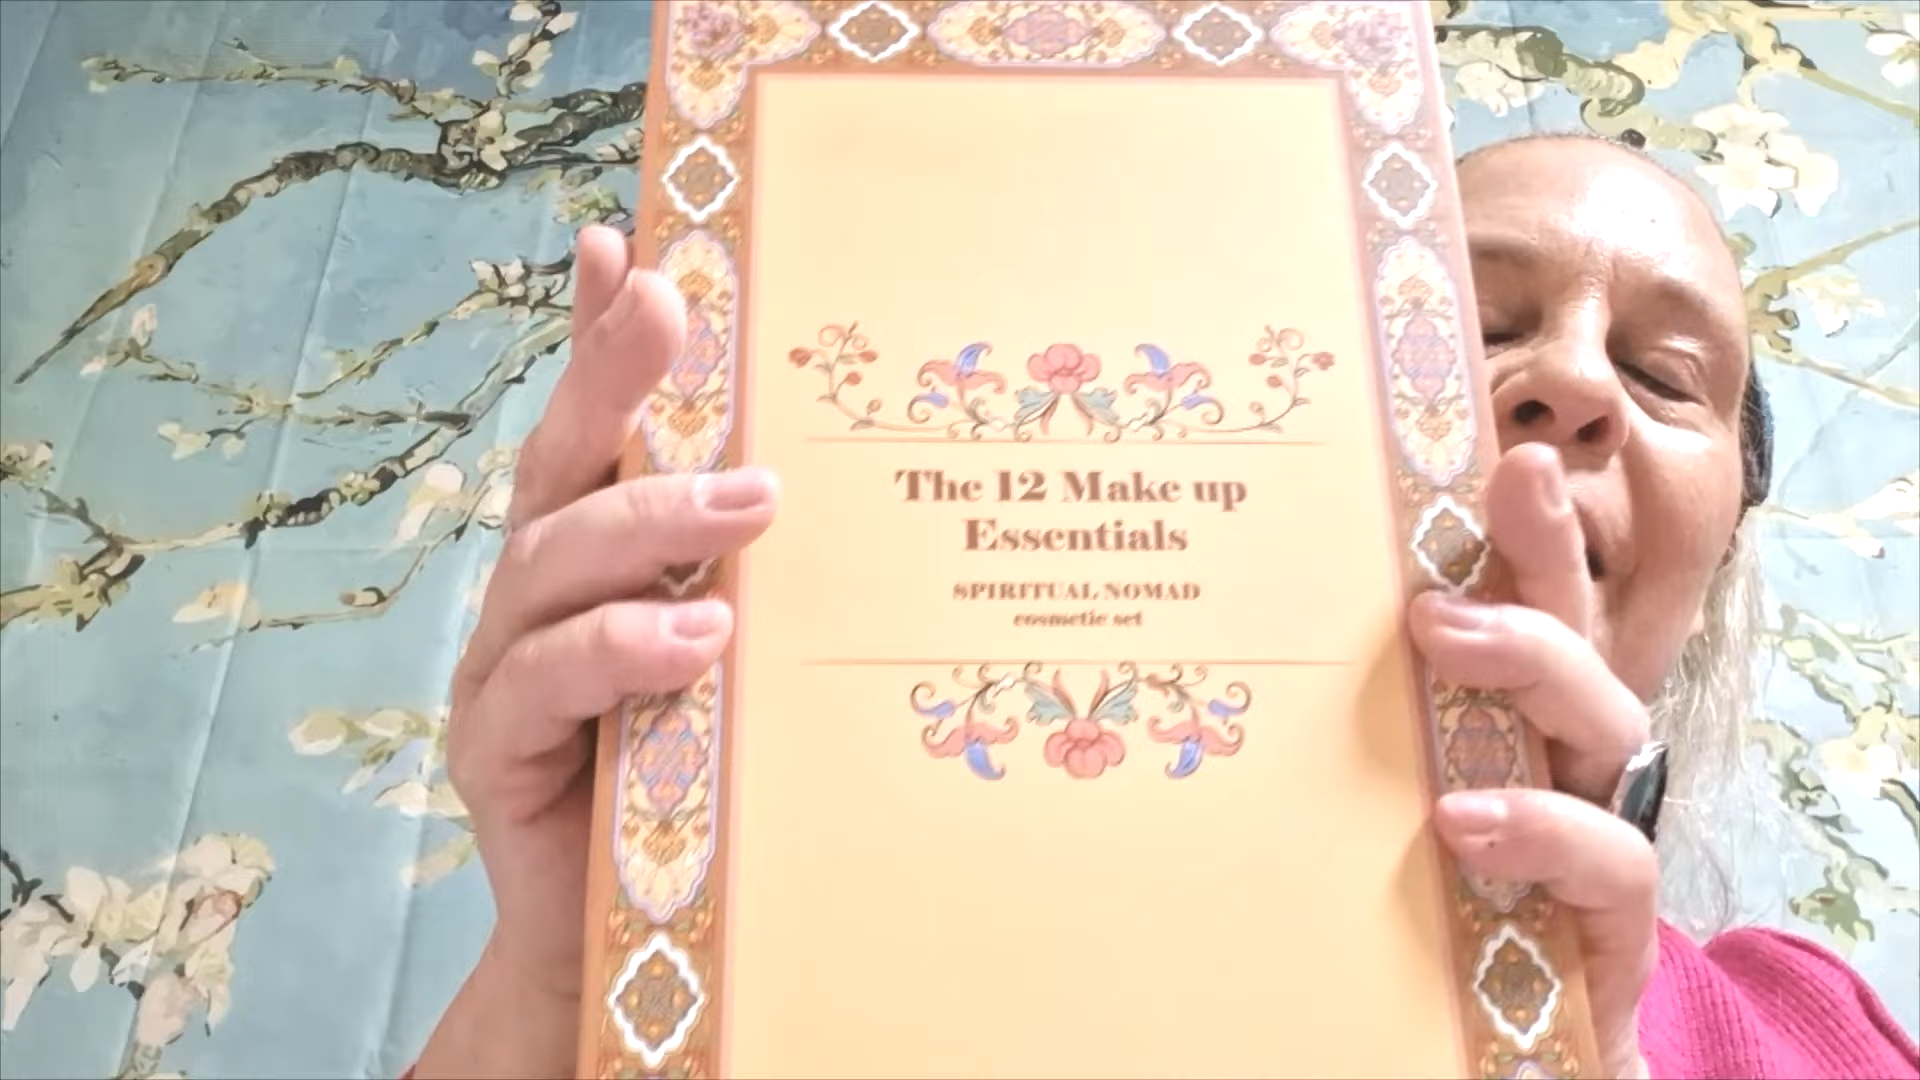 The 12 Make up
Essentials
SPIRITUAL NOMAD
cosmetic set